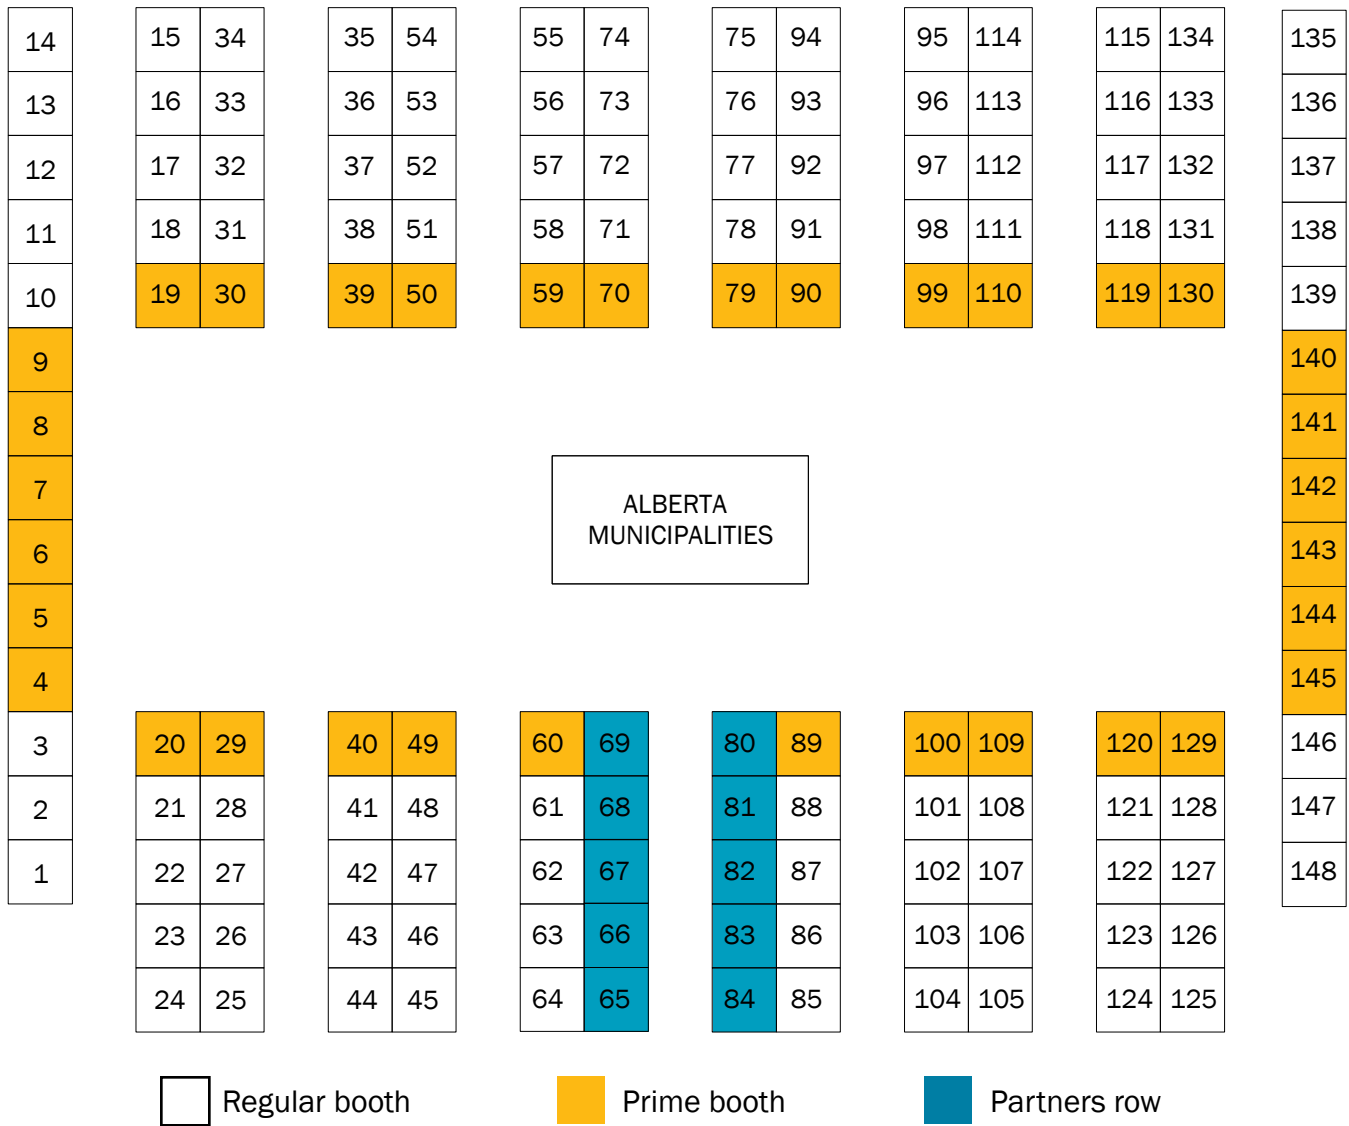 14 15 34 35 54 55 74 75 94 95 114 115 134 135
13 16 33 36 53 56 73 76 93 96 113 116 133 136
12 17 32 37 52 57 72 77 92 97 112 117 132 137
11 18 31 38 51 58 71 78 91 98 111 118 131 138
10 19 30 39 50 59 70 79 90 99 110 119 130 139
9 140
8 141
7 142
6 143
5 144
4 145
ALBERTA
MUNICIPALITIES
3 20 29 40 49 60 69 80 89 100 109 120 129 146
2 21 28 41 48 61 68 81 88 101 108 121 128 147
1 22 27 42 47 62 67 82 87 102 107 122 127 148
23 26 43 46 63 66 83 86 103 106 123 126
24 25 44 45 64 65 84 85 104 105 124 125
Regular booth Prime booth Partners row